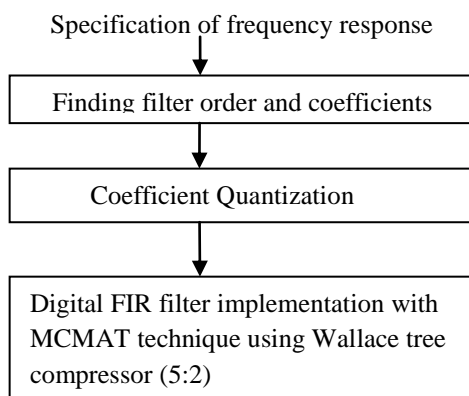 Specification of frequency response
Finding filter order and coefficients
Coefficient Quantization
Digital FIR filter implementation with
MCMAT technique using Wallace tree
compressor (5:2)